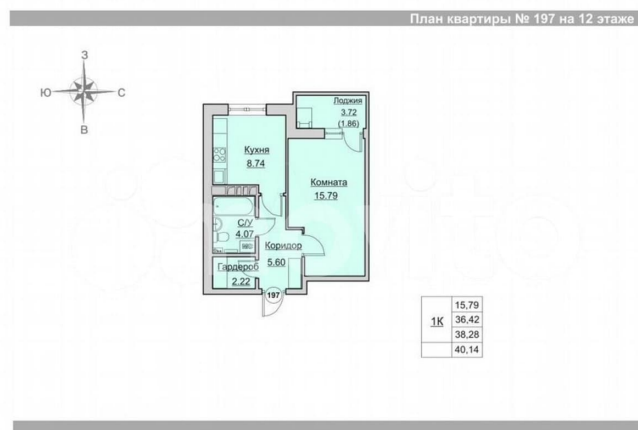 План квартиры № 197 на 12 этаже
З
Ю С
В
Лоджия
3.72
(1.86)
Кухня
8.74
Комната
15.79
С/У
4.07
Коридор
5.60
Гардероб
2.22
197
1К
15,79
36,42
38,28
40,14